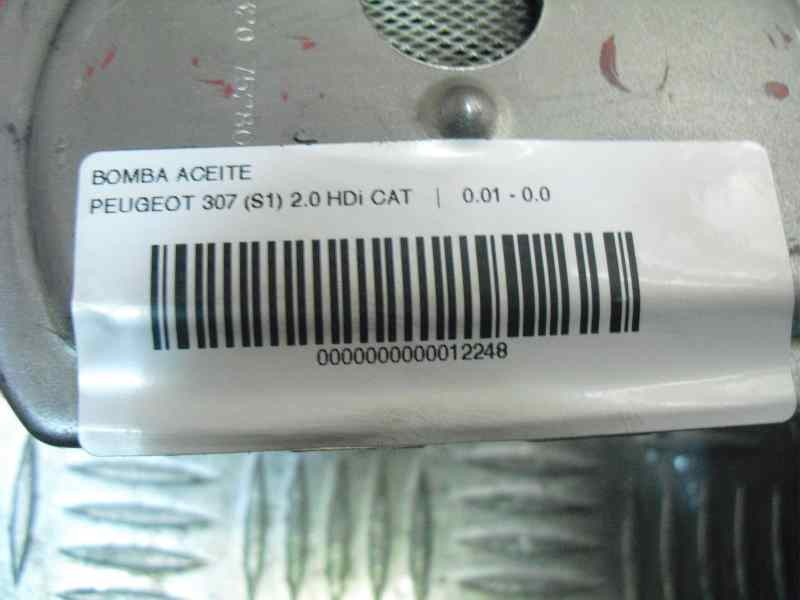 BOMBA ACEITE
PEUGEOT 307 (S1) 2.0 HDi CAT | 0.01 - 0.0
0000000000012248